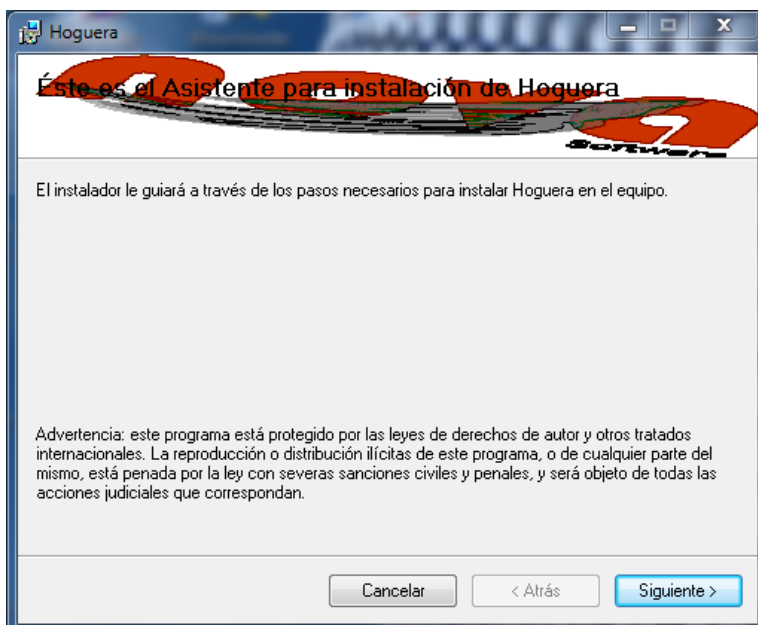 Hoguera
Éste es el Asistente para instalación de Hoguera
Software
El instalador le guiará a través de los pasos necesarios para instalar Hoguera en el equipo.
Advertencia: este programa está protegido por las leyes de derechos de autor y otros tratados
internacionales. La reproducción o distribución ilícitas de este programa, o de cualquier parte del
mismo, está penada por la ley con severas sanciones civiles y penales, y será objeto de todas las
acciones judiciales que correspondan.
Cancelar
< Atrás
Siguiente >